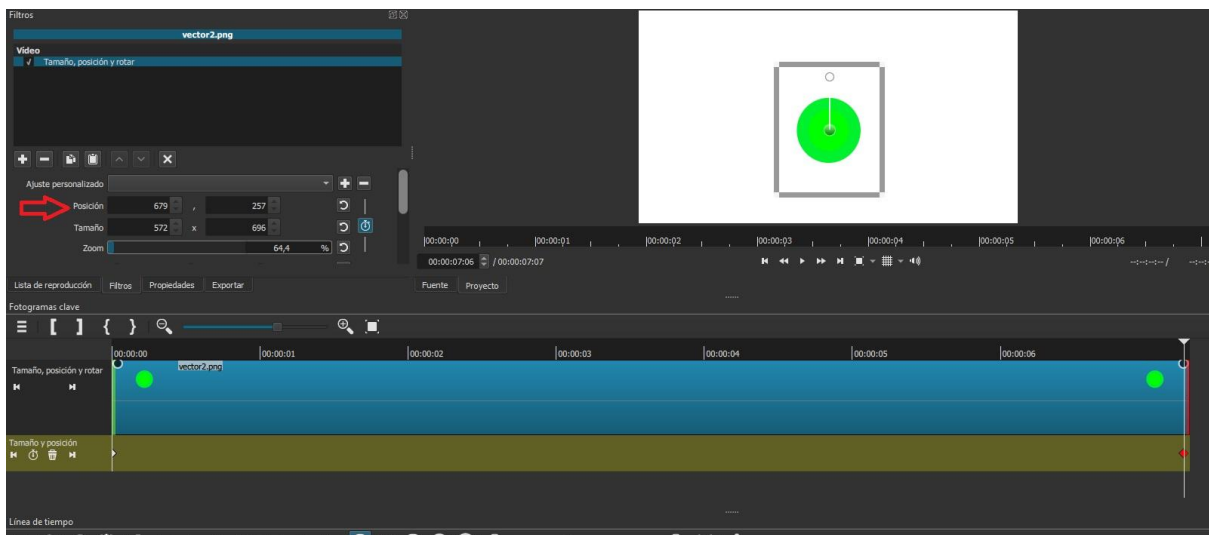 Filtros
vector2.png
Vídeo
Tamaño, posición y rotar
Ajuste personalizado
Posición 679 , 257
Tamaño 572 x 696
Zoom 64,4 %
|00:00:00 |00:00:01 |00:00:02 |00:00:03 |00:00:04 |00:00:05 |00:00:06
00:00:07:06 / 00:00:07:07 --:--:--:-- /
Lista de reproducción Filtros Propiedades Exportar Fuente Proyecto
Fotogramas clave
|00:00:00 |00:00:01 |00:00:02 |00:00:03 |00:00:04 |00:00:05 |00:00:06
vector2.png
Tamaño, posición y rotar
Tamaño y posición
Línea de tiempo